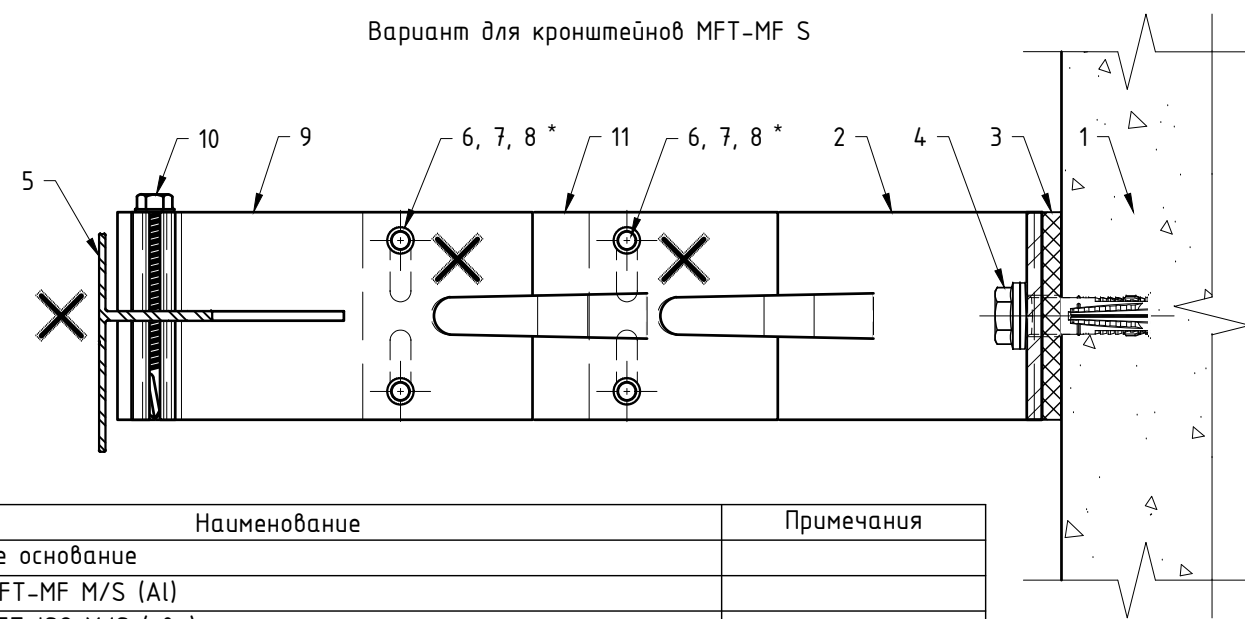 Вариант для кронштейнов MFT-MF S
10
9
6, 7, 8 *
11
6, 7, 8 *
2
4
3
1
5
Наименование
Примечания
е основание
FT-MF M/S (Al)